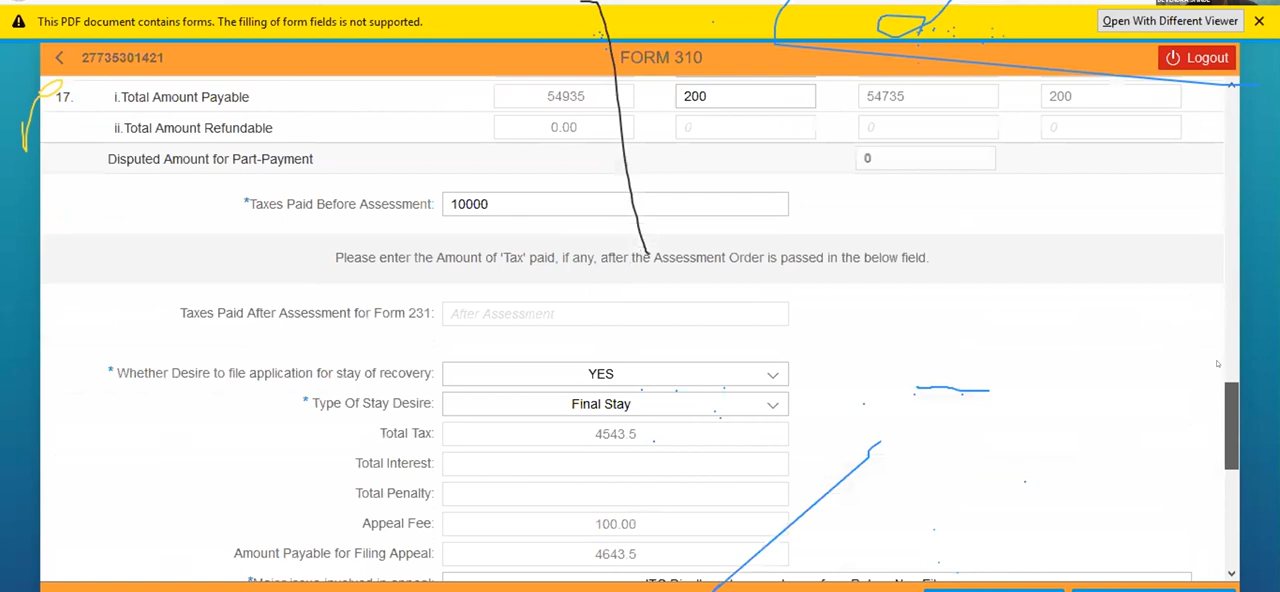 This PDF document contains forms. The filling of form fields is not supported. Open With Different Viewer
27735301421 FORM 310 Logout
17. i.Total Amount Payable 54935 200 54735 200
ii.Total Amount Refundable 0.00 0 0 0
Disputed Amount for Part-Payment 0
*Taxes Paid Before Assessment: 10000
Please enter the Amount of 'Tax' paid, if any, after the Assessment Order is passed in the below field.
Taxes Paid After Assessment for Form 231: After Assessment
* Whether Desire to file application for stay of recovery: YES
* Type Of Stay Desire: Final Stay
Total Tax: 4543.5
Total Interest:
Total Penalty:
Appeal Fee: 100.00
Amount Payable for Filing Appeal: 4643.5
*Major issue involved in appeal